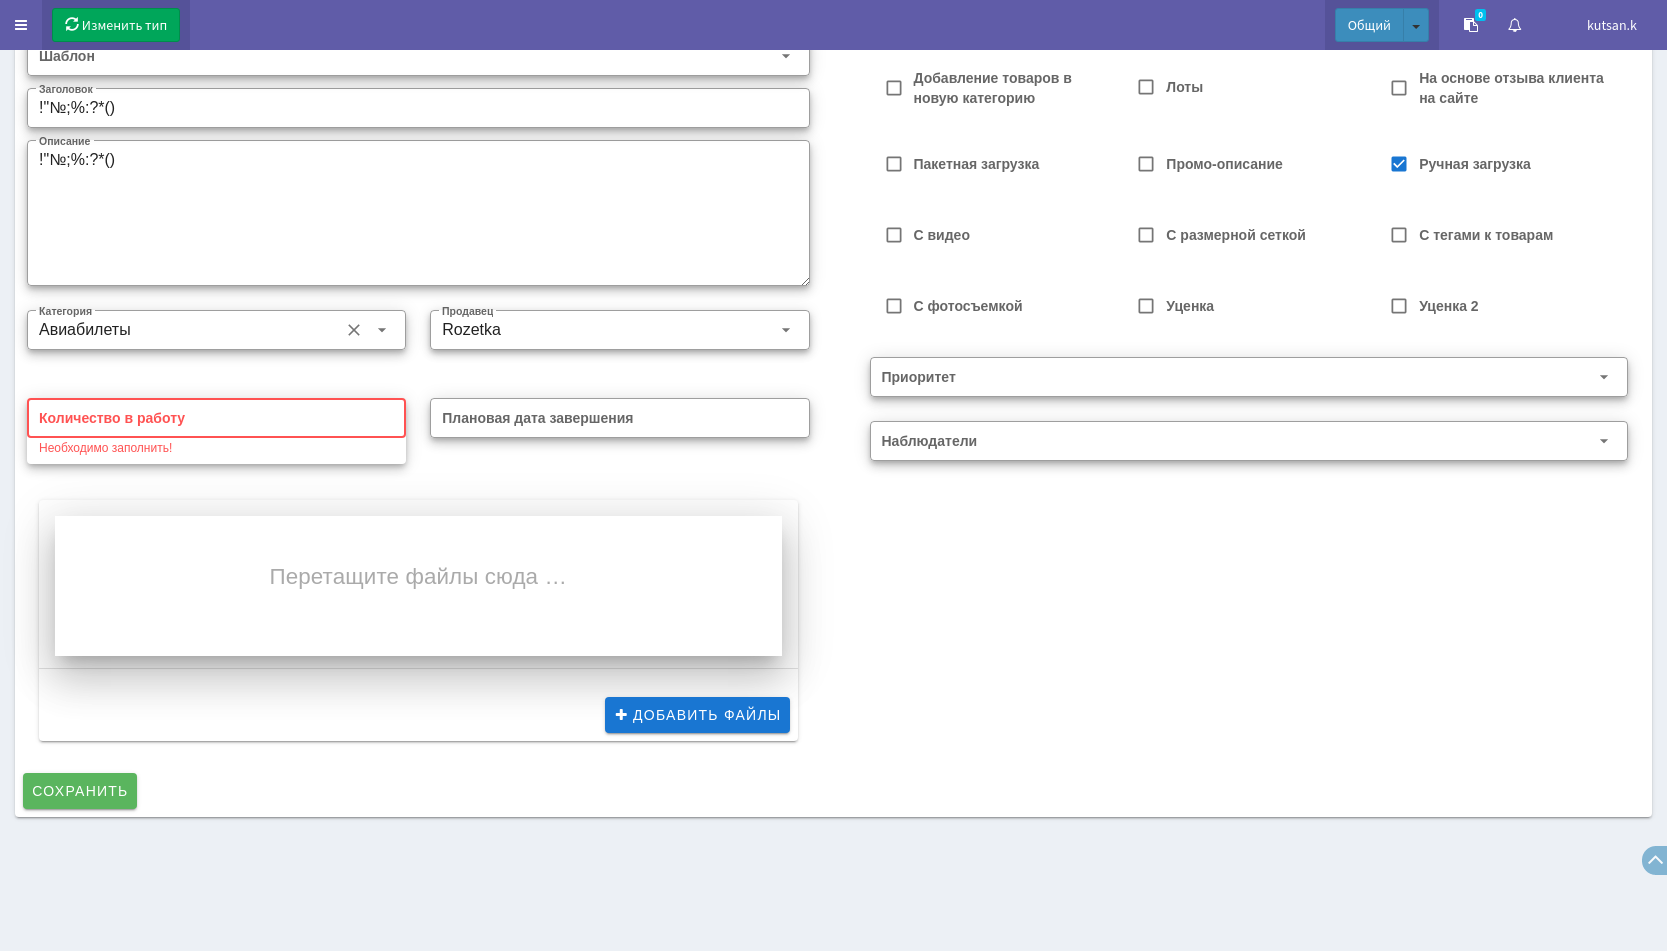 Изменить тип
Общий
0
kutsan.k
Шаблон
Заголовок
!"№;%:?*()
Описание
!"№;%:?*()
Категория
Авиабилеты
Продавец
Rozetka
Количество в работу
Необходимо заполнить!
Плановая дата завершения
Перетащите файлы сюда …
ДОБАВИТЬ ФАЙЛЫ
СОХРАНИТЬ
Добавление товаров в
новую категорию
Лоты
На основе отзыва клиента
на сайте
Пакетная загрузка
Промо-описание
Ручная загрузка
С видео
С размерной сеткой
С тегами к товарам
С фотосъемкой
Уценка
Уценка 2
Приоритет
Наблюдатели